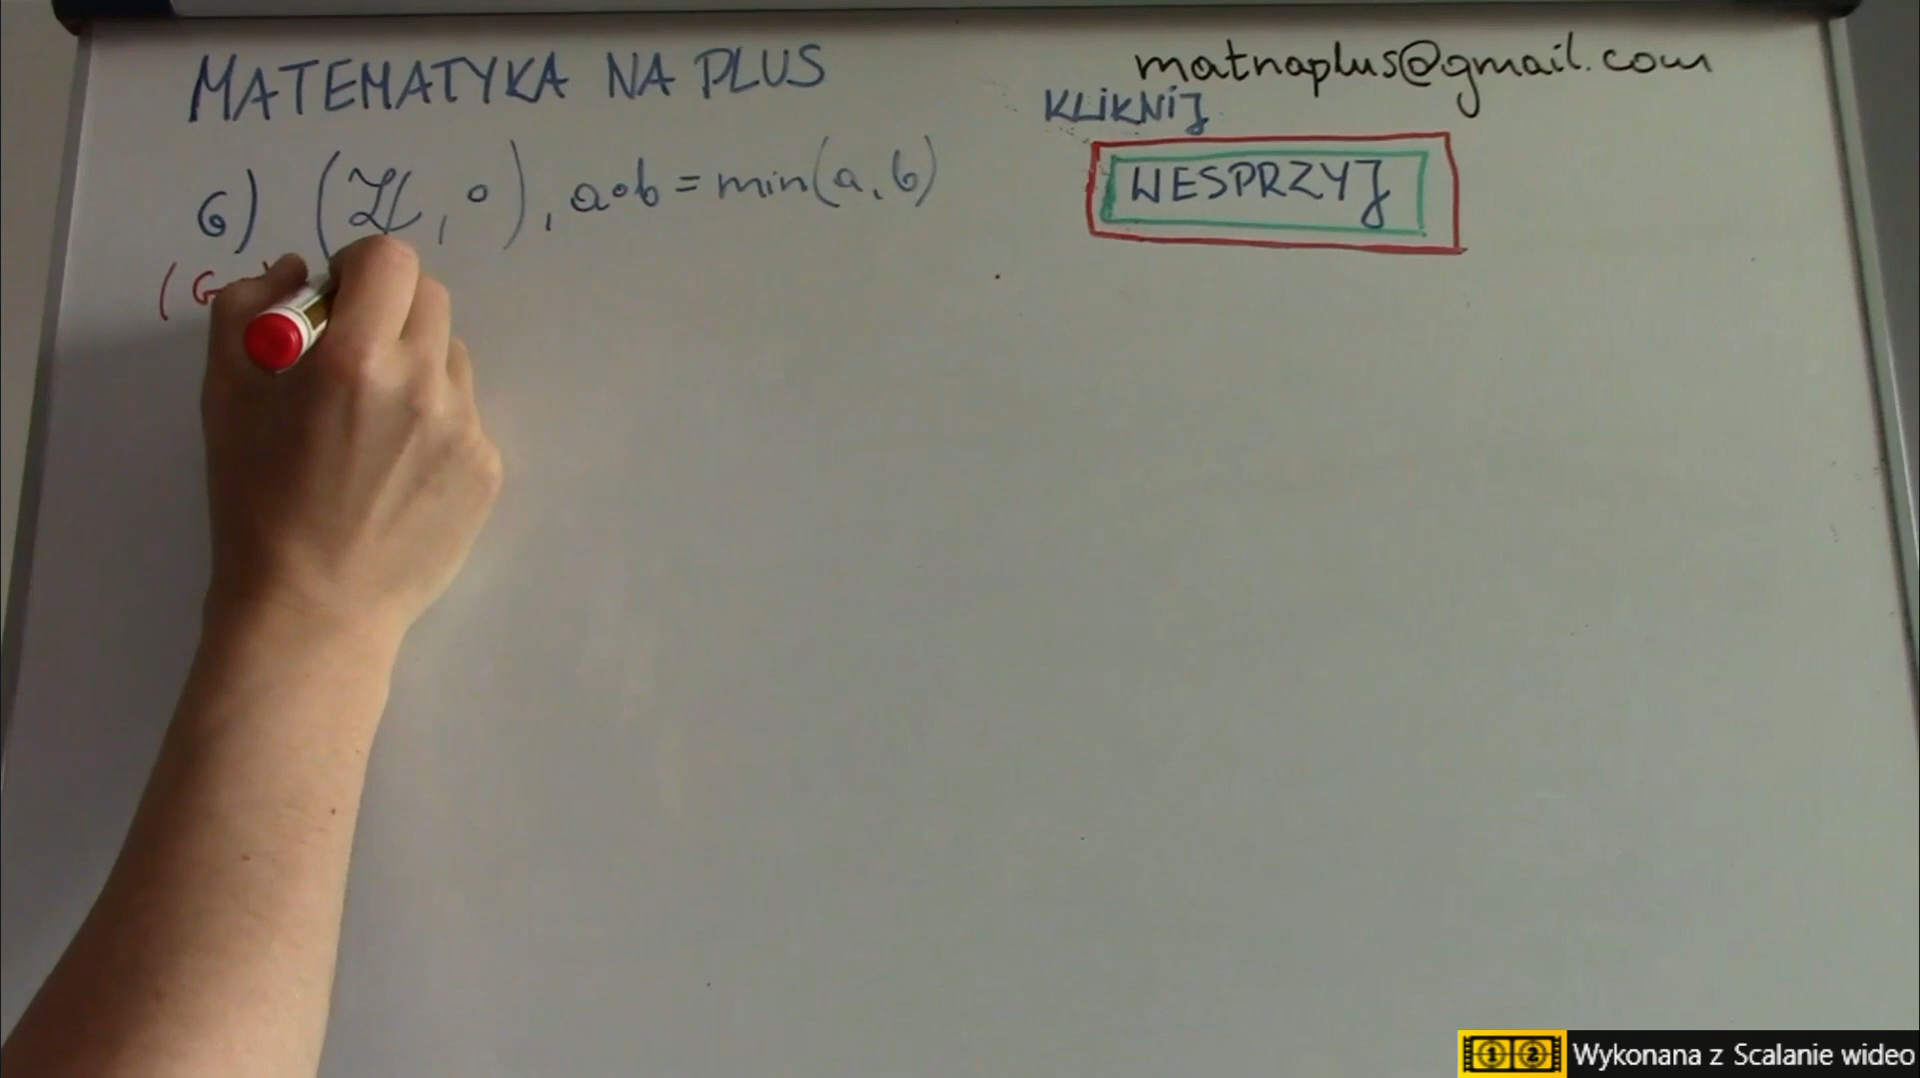 MATEMATYKA NA PLUS
matnaplus@gmail.com
KLIKNIJ
WESPRZYJ
6) (ℤ, ∘), a∘b = min(a, b)
(G
Wykonana z Scalanie wideo